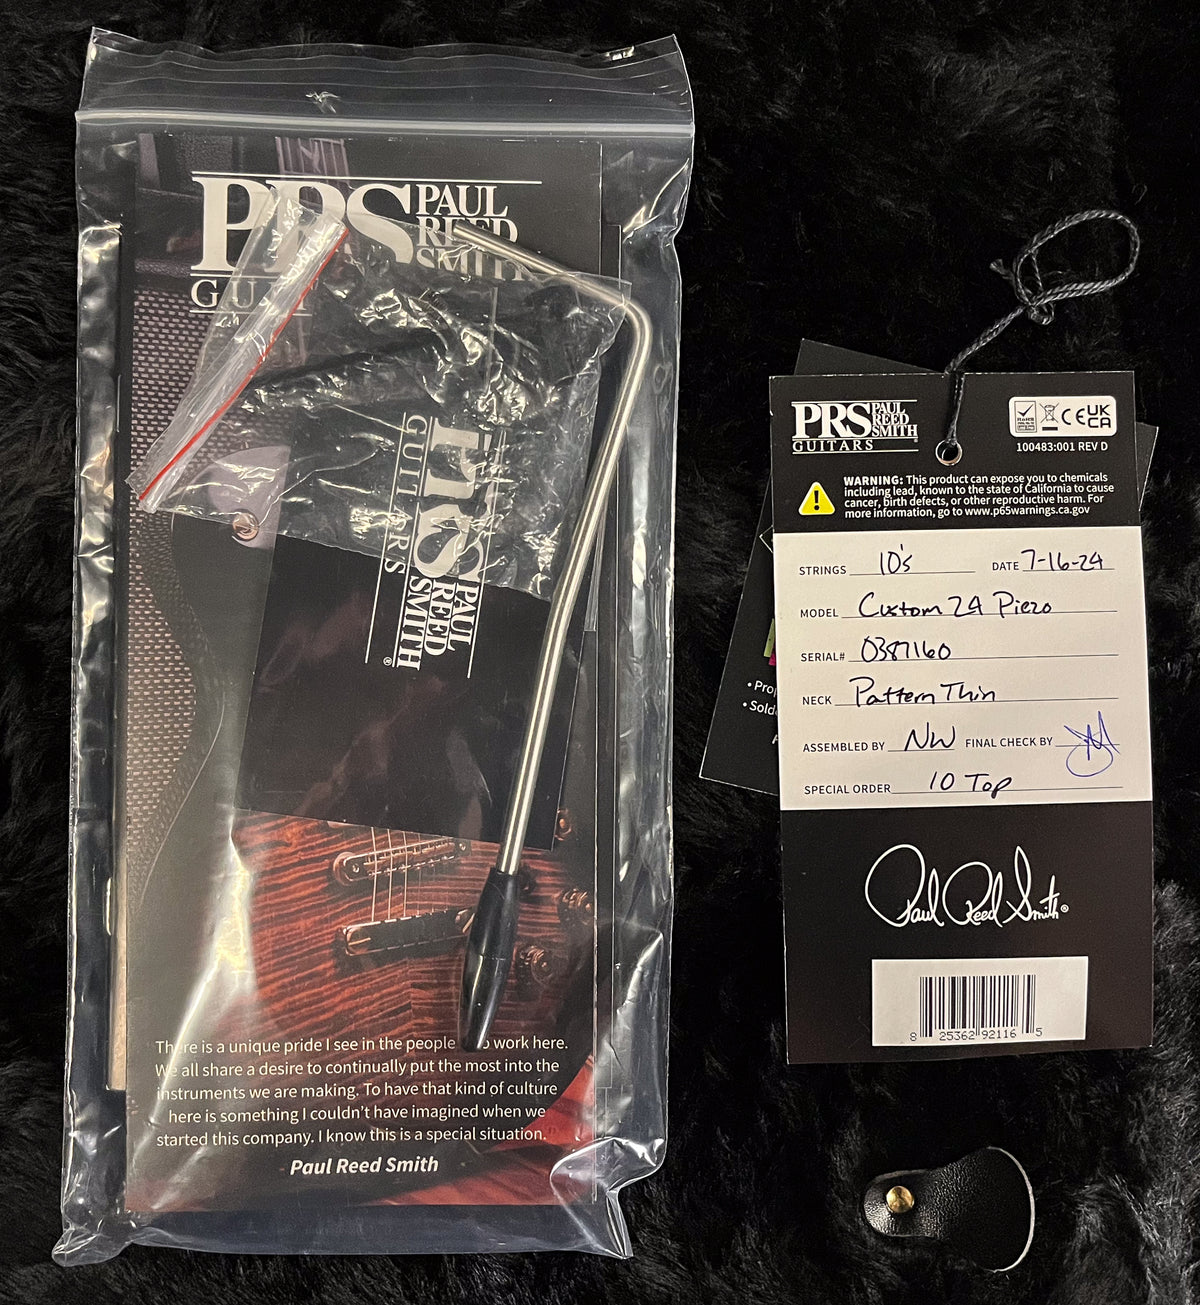 PRS PAUL
REED
SMITH
PRS
GUITARS
PAUL
REED
SMITH®
There is a unique pride I see in the people work here.
We all share a desire to continually put the most into the
instruments we are making. To have that kind of culture
here is something I couldn't have imagined when we
started this company. I know this is a special situation.
Paul Reed Smith
PRS PAUL
REED
SMITH
GUITARS
RoHS CE UK
CA
100483:001 REV D
WARNING: This product can expose you to chemicals
including lead, known to the state of California to cause
cancer, birth defects, or other reproductive harm. For
more information, go to www.p65warnings.ca.gov
STRINGS 10's DATE 7-16-24
MODEL Custom 24 Piezo
SERIAL# 0387160
NECK Pattern Thin
ASSEMBLED BY NW FINAL CHECK BY
SPECIAL ORDER 10 Top
Paul Reed Smith®
8 25362 92116 5
• Prop
• Solde